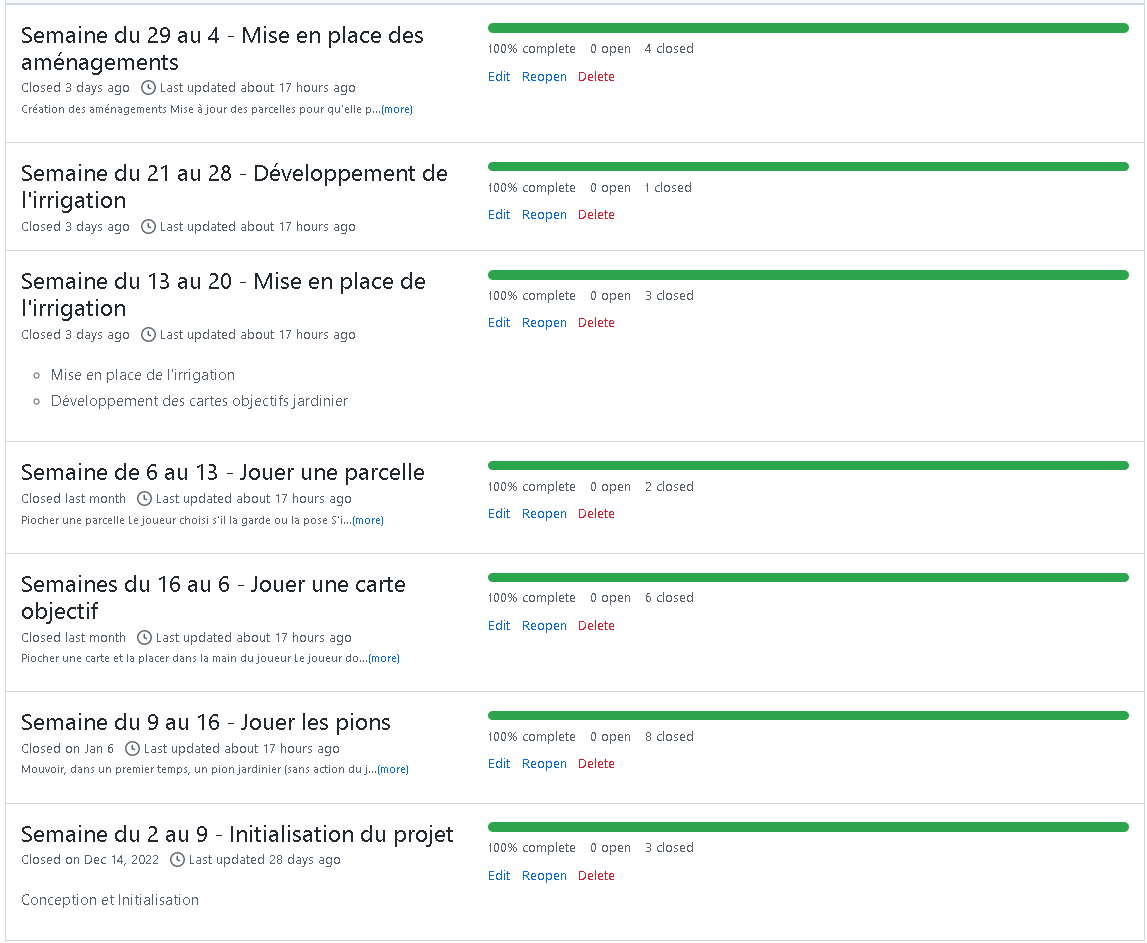 Semaine du 29 au 4 - Mise en place des
aménagements
Closed 3 days ago Last updated about 17 hours ago
Création des aménagements Mise à jour des parcelles pour qu'elle p...(more)
100% complete 0 open 4 closed
Edit Reopen Delete
Semaine du 21 au 28 - Développement de
l'irrigation
Closed 3 days ago Last updated about 17 hours ago
100% complete 0 open 1 closed
Edit Reopen Delete
Semaine du 13 au 20 - Mise en place de
l'irrigation
Closed 3 days ago Last updated about 17 hours ago
Mise en place de l'irrigation
Développement des cartes objectifs jardinier
100% complete 0 open 3 closed
Edit Reopen Delete
Semaine de 6 au 13 - Jouer une parcelle
Closed last month Last updated about 17 hours ago
Piocher une parcelle Le joueur choisi s'il la garde ou la pose S'i...(more)
100% complete 0 open 2 closed
Edit Reopen Delete
Semaines du 16 au 6 - Jouer une carte
objectif
Closed last month Last updated about 17 hours ago
Piocher une carte et la placer dans la main du joueur Le joueur do...(more)
100% complete 0 open 6 closed
Edit Reopen Delete
Semaine du 9 au 16 - Jouer les pions
Closed on Jan 6 Last updated about 17 hours ago
Mouvoir, dans un premier temps, un pion jardinier (sans action du j...(more)
100% complete 0 open 8 closed
Edit Reopen Delete
Semaine du 2 au 9 - Initialisation du projet
Closed on Dec 14, 2022 Last updated 28 days ago
Conception et Initialisation
100% complete 0 open 3 closed
Edit Reopen Delete